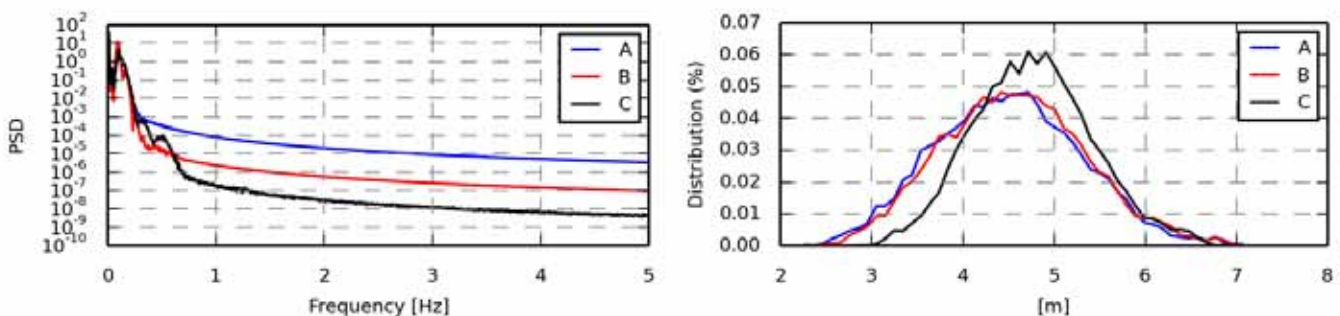 10^2
10^1
10^0
10^-1
10^-2
10^-3
10^-4
10^-5
10^-6
10^-7
10^-8
10^-9
10^-10
PSD
0 1 2 3 4 5
Frequency [Hz]
A
B
C
0.07
0.06
0.05
0.04
0.03
0.02
0.01
0.00
Distribution (%)
2 3 4 5 6 7 8
[m]
A
B
C